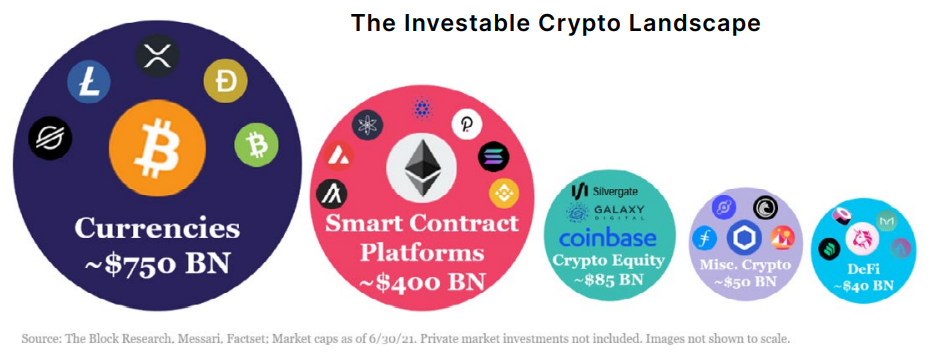 The Investable Crypto Landscape
Currencies
~$750 BN
Smart Contract
Platforms
~$400 BN
Silvergate
GALAXY
DIGITAL
coinbase
Crypto Equity
~$85 BN
Misc. Crypto
~$50 BN
DeFi
~$40 BN
Source: The Block Research, Messari, Factset; Market caps as of 6/30/21. Private market investments not included. Images not shown to scale.